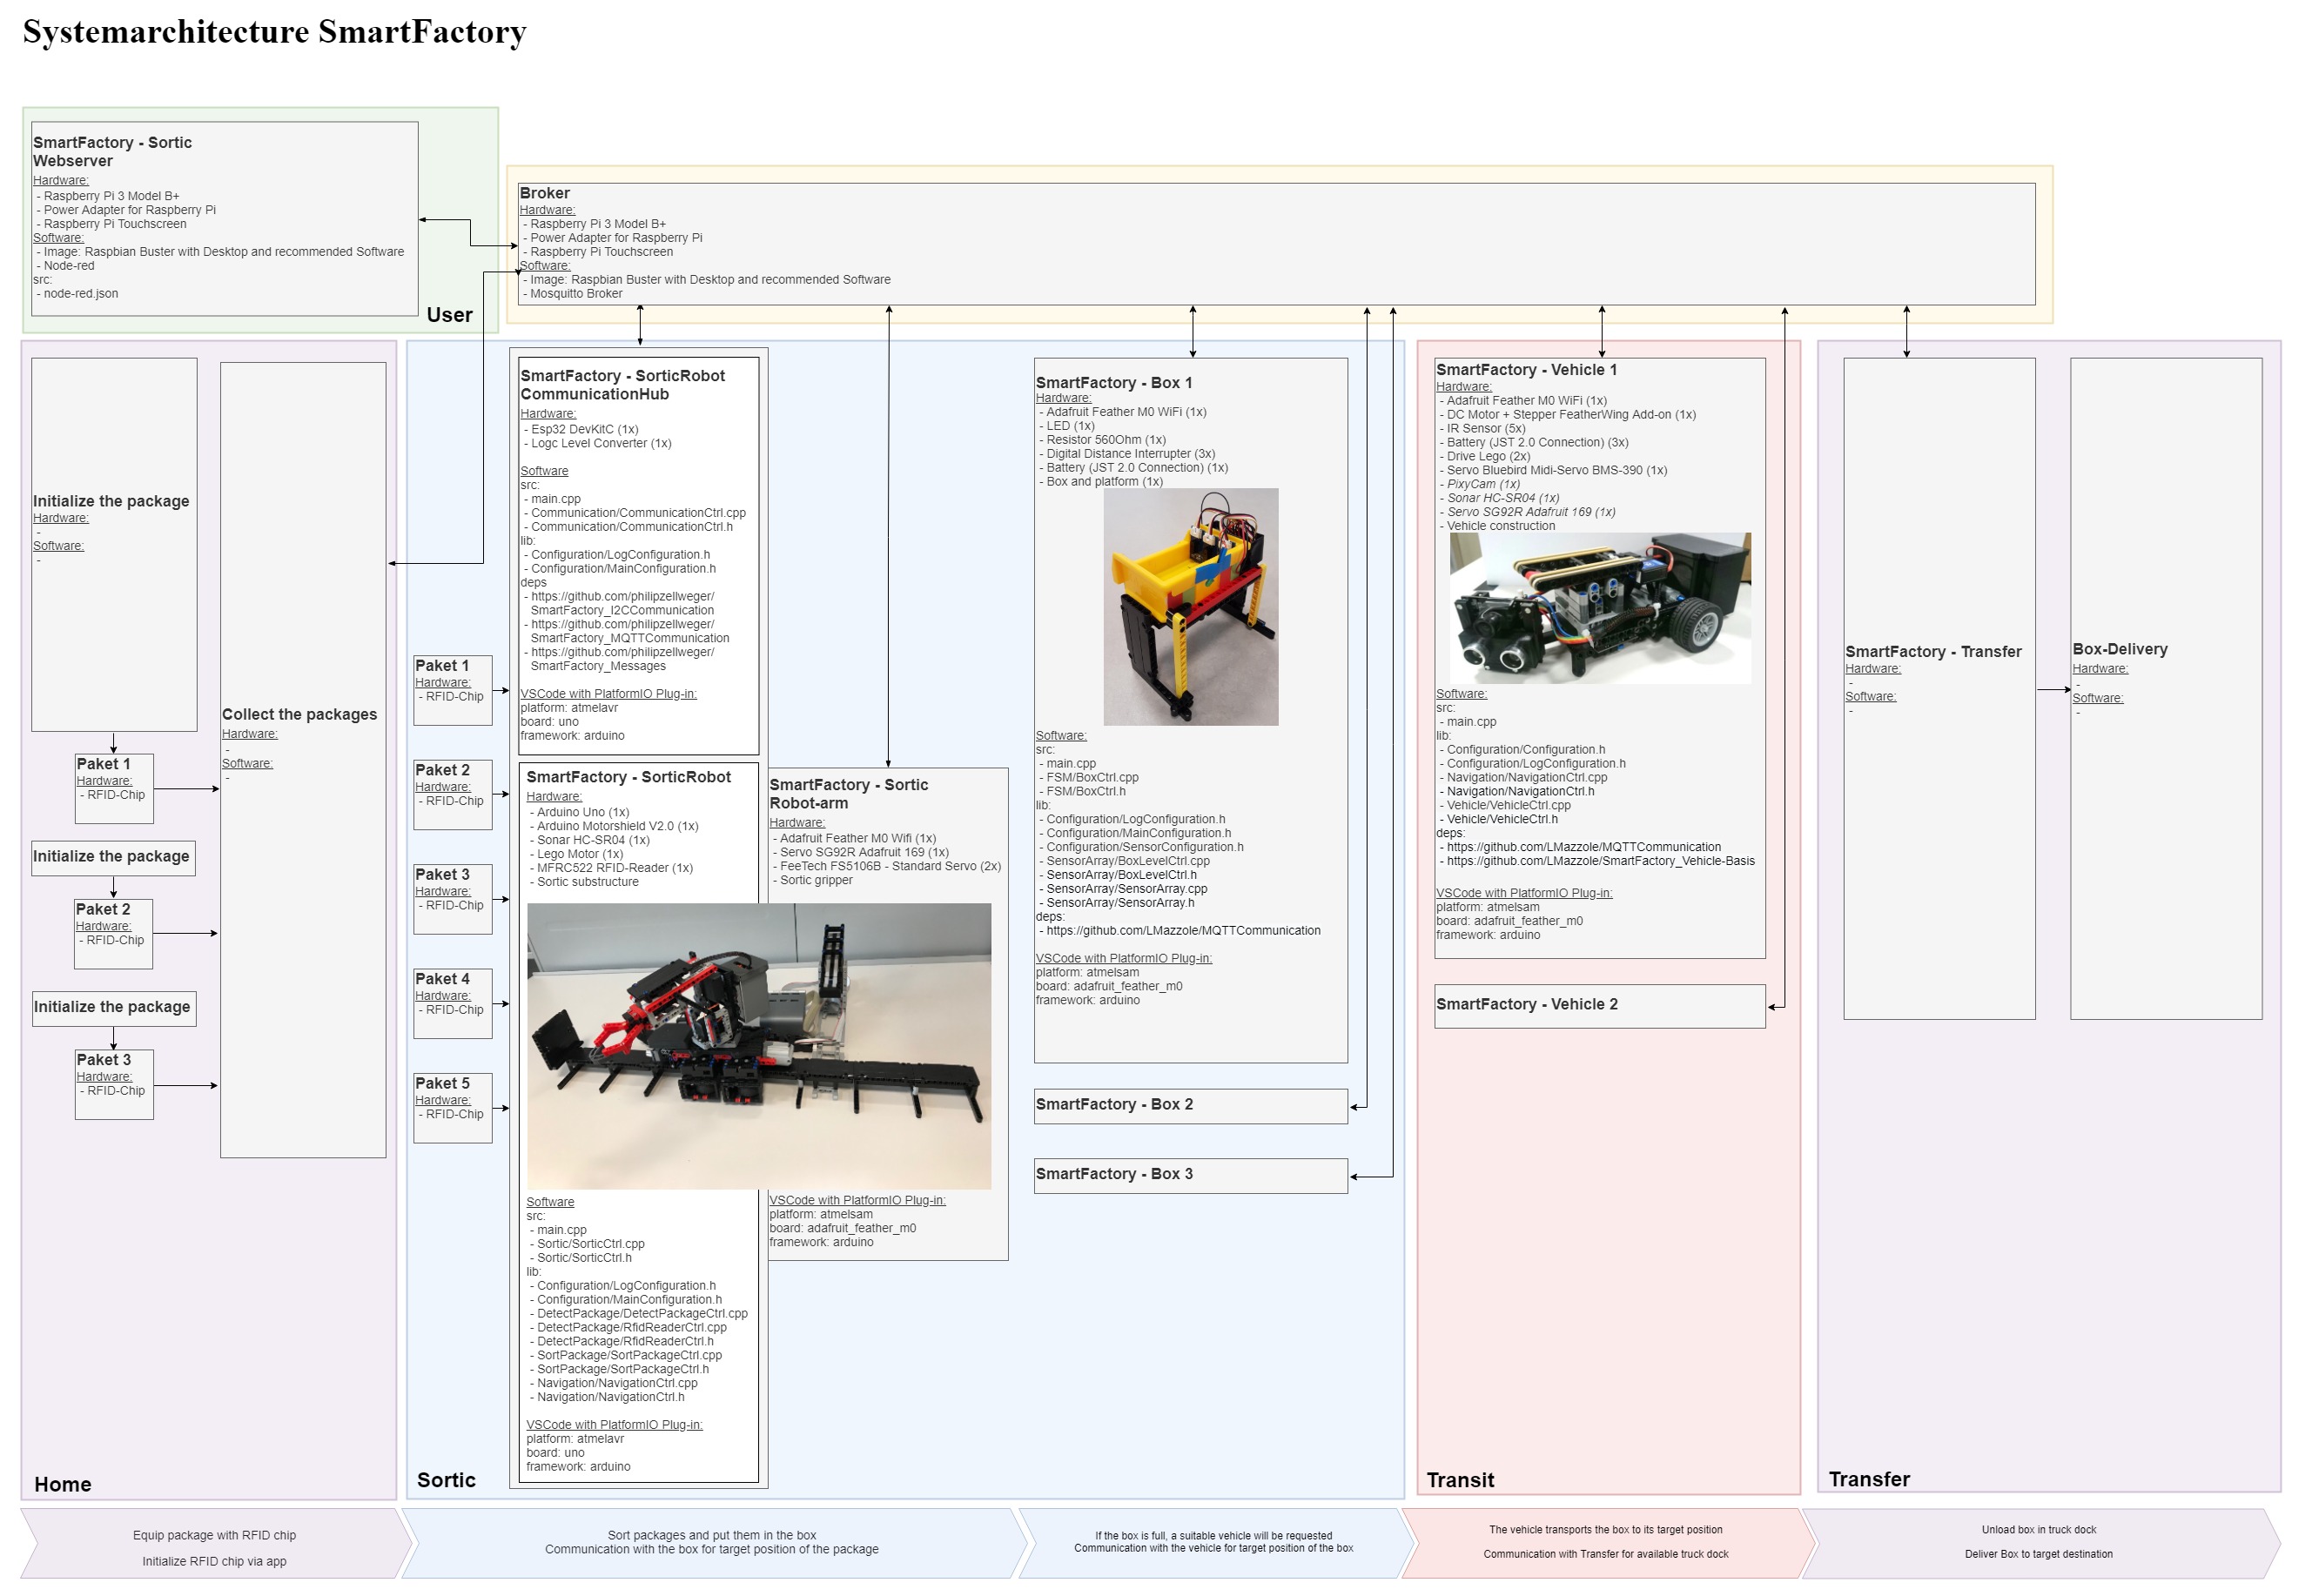 Systemarchitecture SmartFactory
SmartFactory - Sortic
Webserver
Hardware:
- Raspberry Pi 3 Model B+
- Power Adapter for Raspberry Pi
- Raspberry Pi Touchscreen
Software:
- Image: Raspbian Buster with Desktop and recommended Software
- Node-red
src:
- node-red.json
User
Broker
Hardware:
- Raspberry Pi 3 Model B+
- Power Adapter for Raspberry Pi
- Raspberry Pi Touchscreen
Software:
- Image: Raspbian Buster with Desktop and recommended Software
- Mosquitto Broker
Initialize the package
Hardware:
-
Software:
-
Paket 1
Hardware:
- RFID-Chip
Initialize the package
Paket 2
Hardware:
- RFID-Chip
Initialize the package
Paket 3
Hardware:
- RFID-Chip
Collect the packages
Hardware:
-
Software:
-
Home
Paket 1
Hardware:
- RFID-Chip
Paket 2
Hardware:
- RFID-Chip
Paket 3
Hardware:
- RFID-Chip
Paket 4
Hardware:
- RFID-Chip
Paket 5
Hardware:
- RFID-Chip
SmartFactory - SorticRobot
CommunicationHub
Hardware:
- Esp32 DevKitC (1x)
- Logc Level Converter (1x)
Software
src:
- main.cpp
- Communication/CommunicationCtrl.cpp
- Communication/CommunicationCtrl.h
lib:
- Configuration/LogConfiguration.h
- Configuration/MainConfiguration.h
deps
- https://github.com/philipzellweger/
SmartFactory_I2CCommunication
- https://github.com/philipzellweger/
SmartFactory_MQTTCommunication
- https://github.com/philipzellweger/
SmartFactory_Messages
VSCode with PlatformIO Plug-in:
platform: atmelavr
board: uno
framework: arduino
SmartFactory - SorticRobot
Hardware:
- Arduino Uno (1x)
- Arduino Motorshield V2.0 (1x)
- Sonar HC-SR04 (1x)
- Lego Motor (1x)
- MFRC522 RFID-Reader (1x)
- Sortic substructure
Software
src:
- main.cpp
- Sortic/SorticCtrl.cpp
- Sortic/SorticCtrl.h
lib:
- Configuration/LogConfiguration.h
- Configuration/MainConfiguration.h
- DetectPackage/DetectPackageCtrl.cpp
- DetectPackage/RfidReaderCtrl.cpp
- DetectPackage/RfidReaderCtrl.h
- SortPackage/SortPackageCtrl.cpp
- SortPackage/SortPackageCtrl.h
- Navigation/NavigationCtrl.cpp
- Navigation/NavigationCtrl.h
VSCode with PlatformIO Plug-in:
platform: atmelavr
board: uno
framework: arduino
SmartFactory - Sortic
Robot-arm
Hardware:
- Adafruit Feather M0 Wifi (1x)
- Servo SG92R Adafruit 169 (1x)
- FeeTech FS5106B - Standard Servo (2x)
- Sortic gripper
VSCode with PlatformIO Plug-in:
platform: atmelsam
board: adafruit_feather_m0
framework: arduino
SmartFactory - Box 1
Hardware:
- Adafruit Feather M0 WiFi (1x)
- LED (1x)
- Resistor 560Ohm (1x)
- Digital Distance Interrupter (3x)
- Battery (JST 2.0 Connection) (1x)
- Box and platform (1x)
Software:
src:
- main.cpp
- FSM/BoxCtrl.cpp
- FSM/BoxCtrl.h
lib:
- Configuration/LogConfiguration.h
- Configuration/MainConfiguration.h
- Configuration/SensorConfiguration.h
- SensorArray/BoxLevelCtrl.cpp
- SensorArray/BoxLevelCtrl.h
- SensorArray/SensorArray.cpp
- SensorArray/SensorArray.h
deps:
- https://github.com/LMazzole/MQTTCommunication
VSCode with PlatformIO Plug-in:
platform: atmelsam
board: adafruit_feather_m0
framework: arduino
SmartFactory - Box 2
SmartFactory - Box 3
Sortic
SmartFactory - Vehicle 1
Hardware:
- Adafruit Feather M0 WiFi (1x)
- DC Motor + Stepper FeatherWing Add-on (1x)
- IR Sensor (5x)
- Battery (JST 2.0 Connection) (3x)
- Drive Lego (2x)
- Servo Bluebird Midi-Servo BMS-390 (1x)
- PixyCam (1x)
- Sonar HC-SR04 (1x)
- Servo SG92R Adafruit 169 (1x)
- Vehicle construction
Software:
src:
- main.cpp
lib:
- Configuration/Configuration.h
- Configuration/LogConfiguration.h
- Navigation/NavigationCtrl.cpp
- Navigation/NavigationCtrl.h
- Vehicle/VehicleCtrl.cpp
- Vehicle/VehicleCtrl.h
deps:
- https://github.com/LMazzole/MQTTCommunication
- https://github.com/LMazzole/SmartFactory_Vehicle-Basis
VSCode with PlatformIO Plug-in:
platform: atmelsam
board: adafruit_feather_m0
framework: arduino
SmartFactory - Vehicle 2
Transit
SmartFactory - Transfer
Hardware:
-
Software:
-
Box-Delivery
Hardware:
-
Software:
-
Transfer
Equip package with RFID chip
Initialize RFID chip via app
Sort packages and put them in the box
Communication with the box for target position of the package
If the box is full, a suitable vehicle will be requested
Communication with the vehicle for target position of the box
The vehicle transports the box to its target position
Communication with Transfer for available truck dock
Unload box in truck dock
Deliver Box to target destination